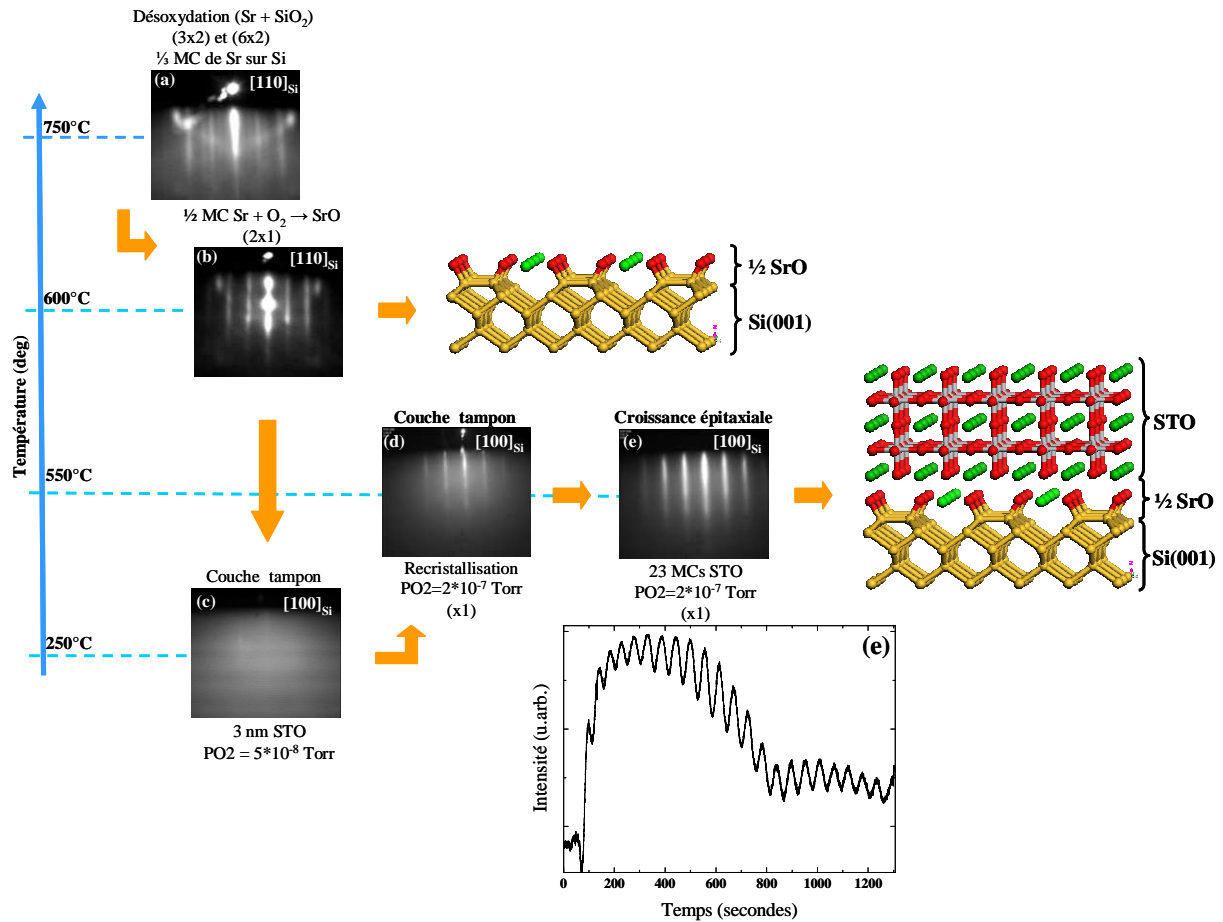 Désoxydation (Sr + SiO2)
(3x2) et (6x2)
⅓ MC de Sr sur Si
(a)
[110]Si
750°C
½ MC Sr + O2 → SrO
(2x1)
(b)
[110]Si
600°C
½ SrO
Si(001)
Température (deg)
Couche tampon
(d)
[100]Si
Recristallisation
PO2=2*10-7 Torr
(x1)
Croissance épitaxiale
(e)
[100]Si
23 MCs STO
PO2=2*10-7 Torr
(x1)
STO
½ SrO
Si(001)
550°C
Couche tampon
(c)
[100]Si
250°C
3 nm STO
PO2 = 5*10-8 Torr
(e)
Intensité (u.arb.)
0 200 400 600 800 1000 1200
Temps (secondes)